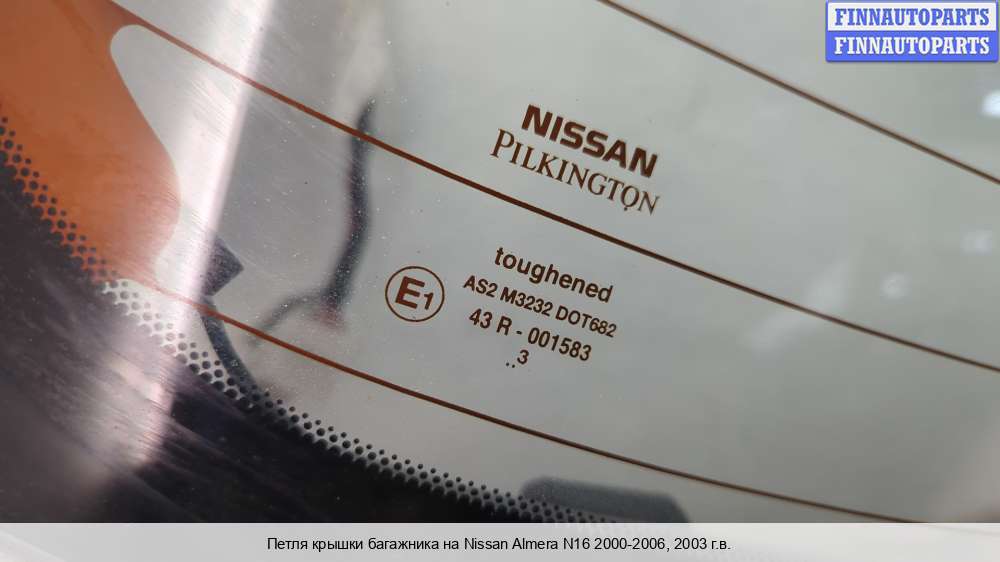 FINNAUTOPARTS
FINNAUTOPARTS
NISSAN
PILKINGTON
toughened
E1
AS2 M3232 DOT682
43 R - 001583
..3
Петля крышки багажника на Nissan Almera N16 2000-2006, 2003 г.в.